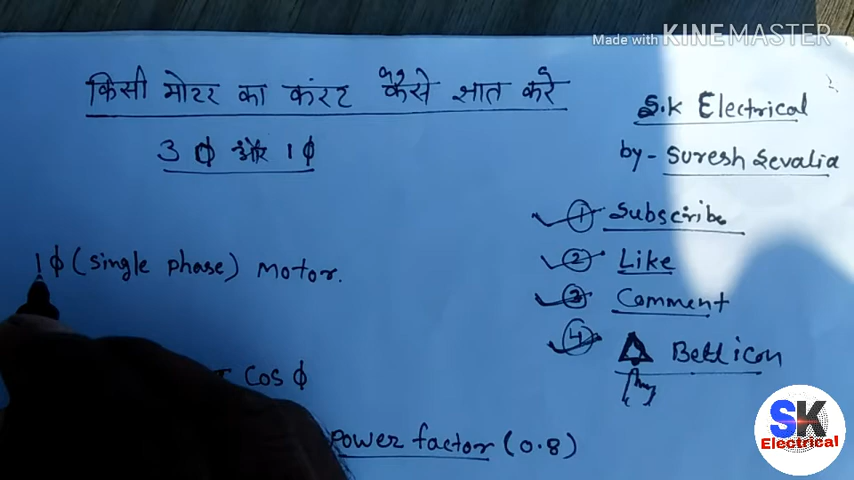 Made with KINEMASTER
किसी मोटर का करंट कैसे ज्ञात करे
3 ф और 1 ф
S.K Electrical
by- Suresh Sevalia
① Subscribe
② Like
③ Comment
④ Bell icon
1 ф (single phase) motor.
cos ф
power factor (0.8)
SK
Electrical